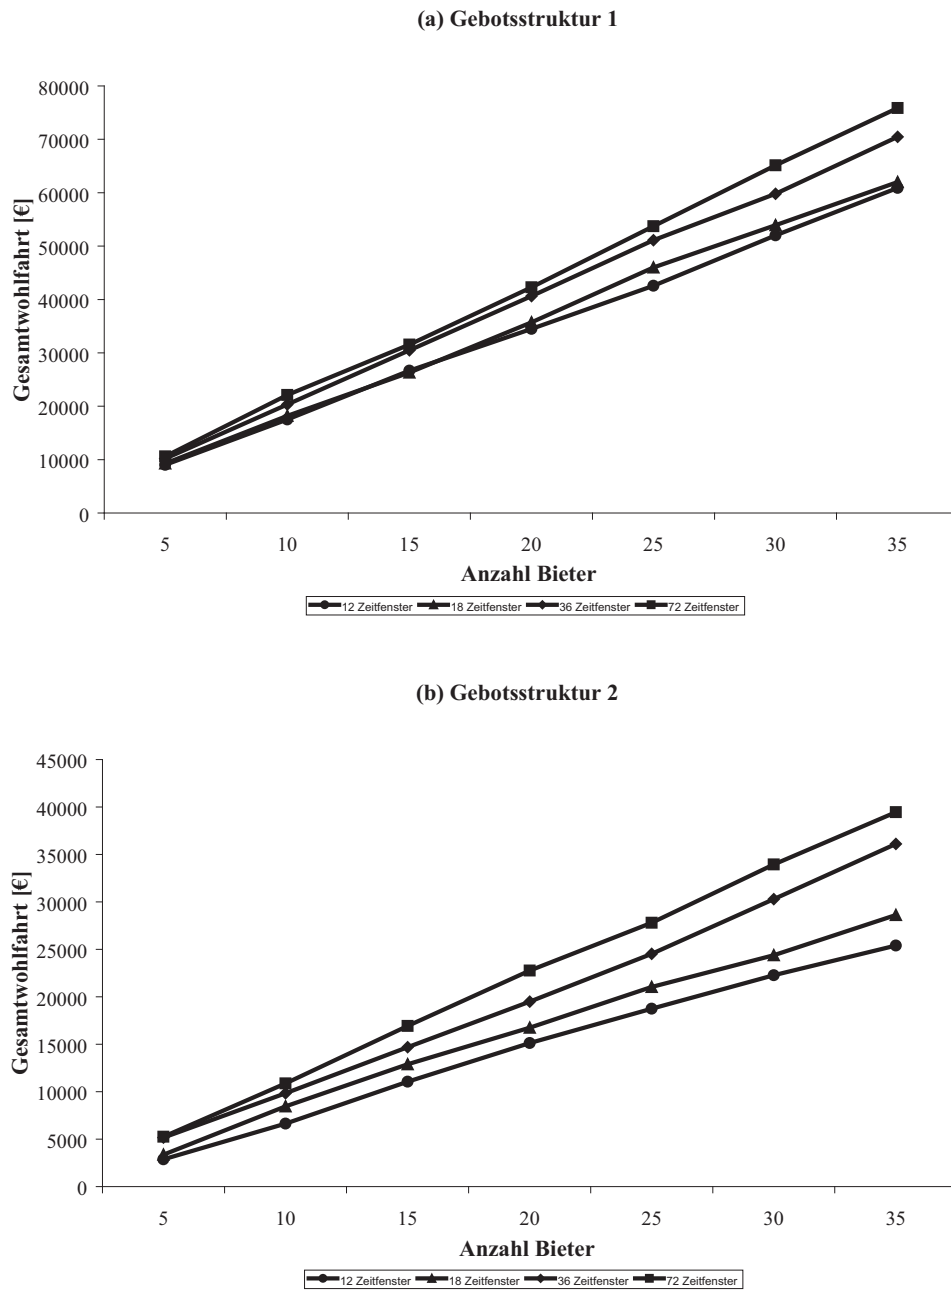 (a) Gebotsstruktur 1
80000
70000
60000
50000
40000
30000
20000
10000
0
Gesamtwohlfahrt [€]
5 10 15 20 25 30 35
Anzahl Bieter
12 Zeitfenster 18 Zeitfenster 36 Zeitfenster 72 Zeitfenster
(b) Gebotsstruktur 2
45000
40000
35000
30000
25000
20000
15000
10000
5000
0
Gesamtwohlfahrt [€]
5 10 15 20 25 30 35
Anzahl Bieter
12 Zeitfenster 18 Zeitfenster 36 Zeitfenster 72 Zeitfenster